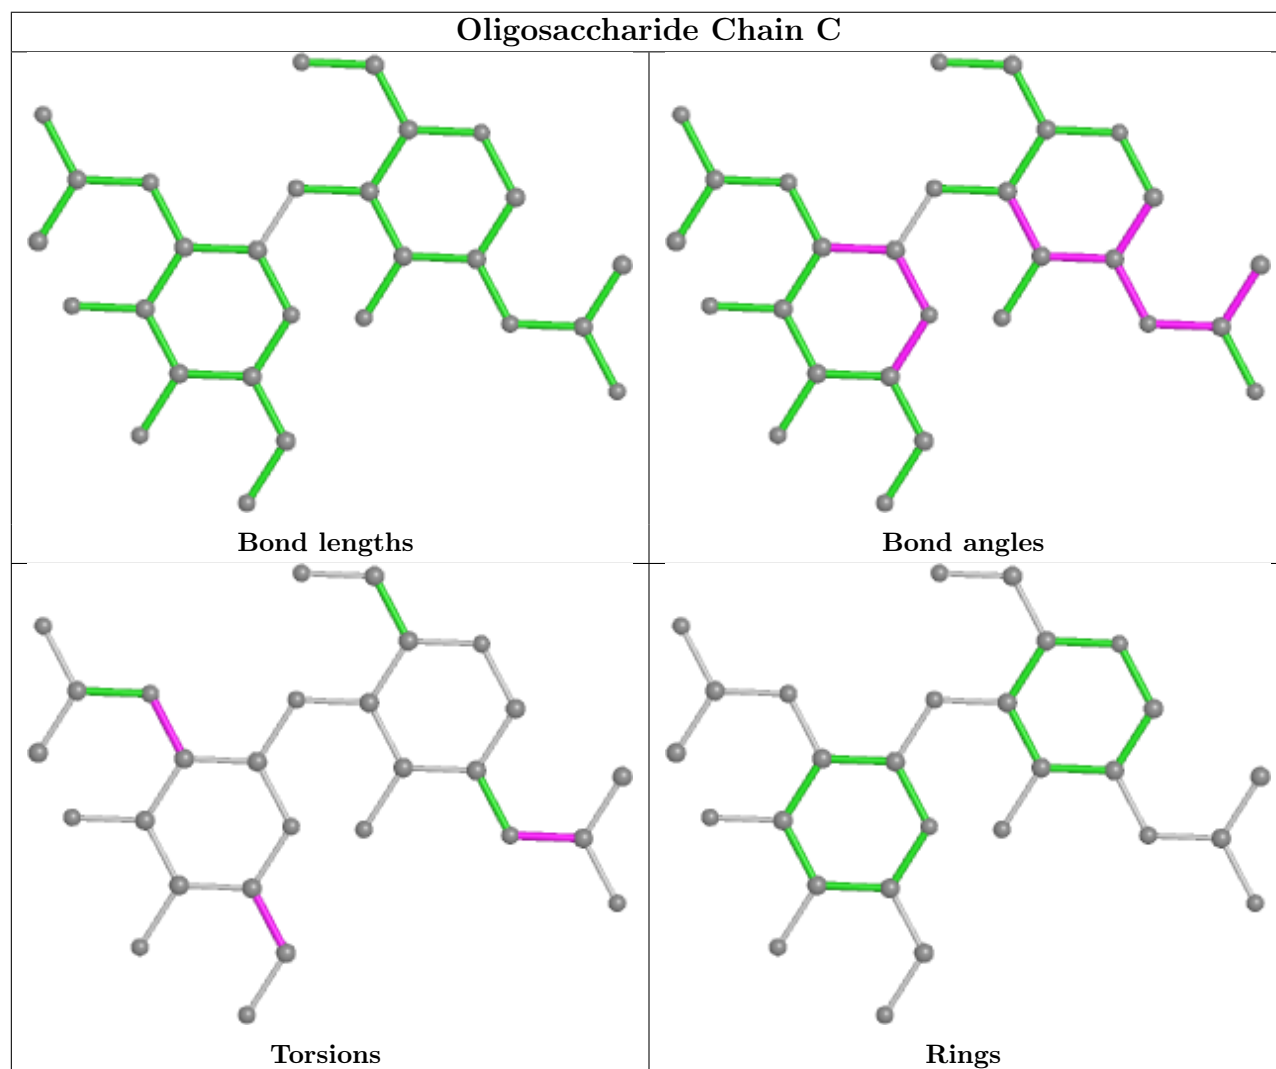 Oligosaccharide Chain C
Bond lengths
Bond angles
Torsions
Rings